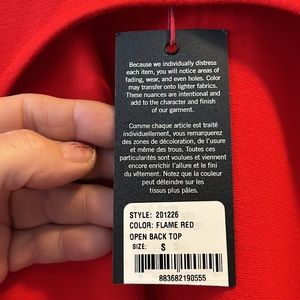 Because we individually distress
each item, you will notice areas of
fading, wear, and even holes. Color
may transfer onto lighter fabrics.
These nuances are intentional and
add to the character and finish
of our garment.
Comme chaque article est traité
individuellement, vous remarquerez
des zones de décoloration, de l'usure
et même des trous. Toutes ces
particularités sont voulues et viennent
encore enrichir l'allure et le fini
du vêtement. Notez que la couleur
peut déteindre sur les
tissus plus pâles.
STYLE: 201226
COLOR: FLAME RED
OPEN BACK TOP
SIZE: S
883682190555